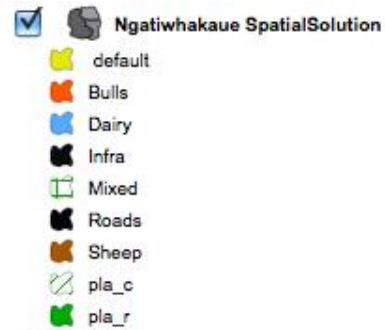 Ngatiwhakaue SpatialSolution
default
Bulls
Dairy
Infra
Mixed
Roads
Sheep
pla_c
pla_r